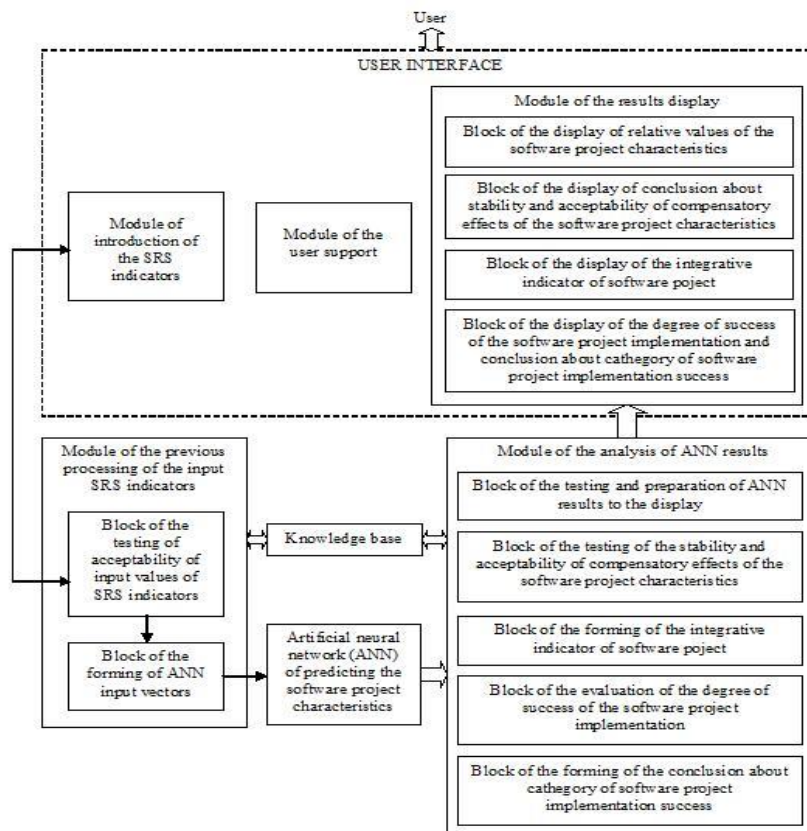 User
USER INTERFACE
Module of
introduction of
the SRS
indicators
Module of the
user support
Module of the results display
Block of the display of relative values of the
software project characteristics
Block of the display of conclusion about
stability and acceptability of compensatory
effects of the software project characteristics
Block of the display of the integrative
indicator of software poject
Block of the display of the degree of success
of the software project implementation and
conclusion about cathegory of software
project implementation success
Module of the previous
processing of the input
SRS indicators
Block of the
testing of
acceptability of
input values of
SRS indicators
Block of the
forming of ANN
input vectors
Knowledge base
Artificial neural
network (ANN)
of predicting the
software project
characteristics
Module of the analysis of ANN results
Block of the testing and preparation of ANN
results to the display
Block of the testing of the stability and
acceptability of compensatory effects of the
software project characteristics
Block of the forming of the integrative
indicator of software poject
Block of the evaluation of the degree of
success of the software project
implementation
Block of the forming of the conclusion about
cathegory of software project
implementation success